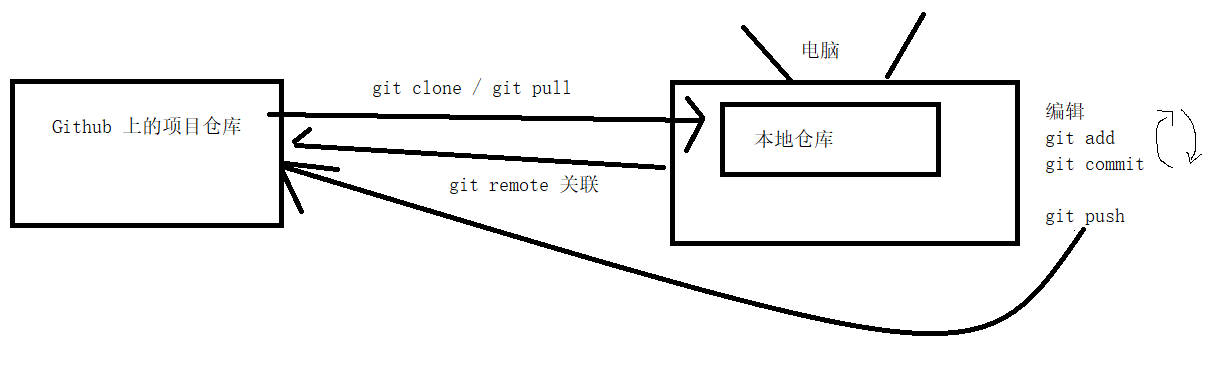 电脑
git clone / git pull
Github 上的项目仓库
本地仓库
git remote 关联
编辑
git add
git commit
git push